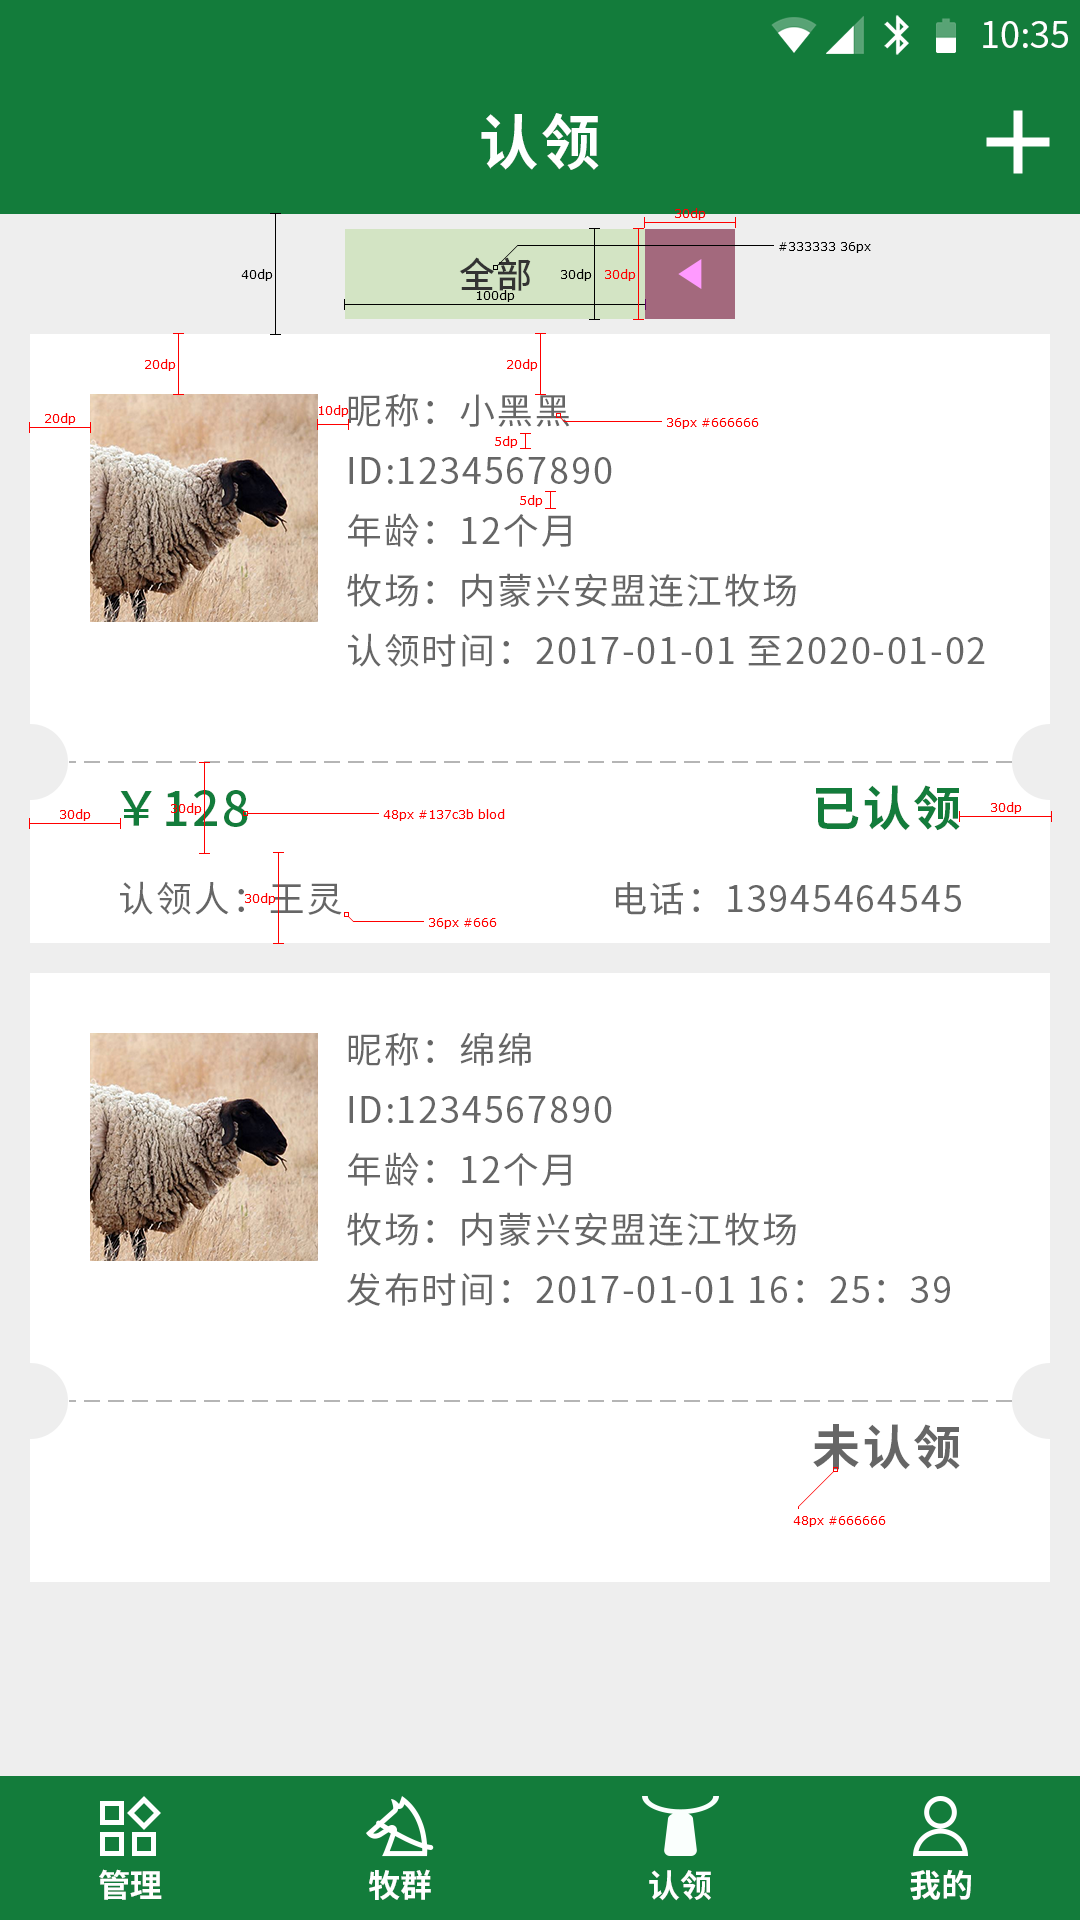 10:35
认领
30dp
#333333 36px
40dp
全部
30dp
30dp
100dp
20dp
20dp
20dp
10dp
昵称：小黑黑
36px #666666
5dp
ID:1234567890
5dp
年龄：12个月
牧场：内蒙兴安盟连江牧场
认领时间：2017-01-01 至2020-01-02
30dp
¥128
30dp
48px #137c3b blod
已认领
30dp
认领人：王灵
30dp
36px #666
电话：13945464545
昵称：绵绵
ID:1234567890
年龄：12个月
牧场：内蒙兴安盟连江牧场
发布时间：2017-01-01 16：25：39
未认领
48px #666666
管理
牧群
认领
我的